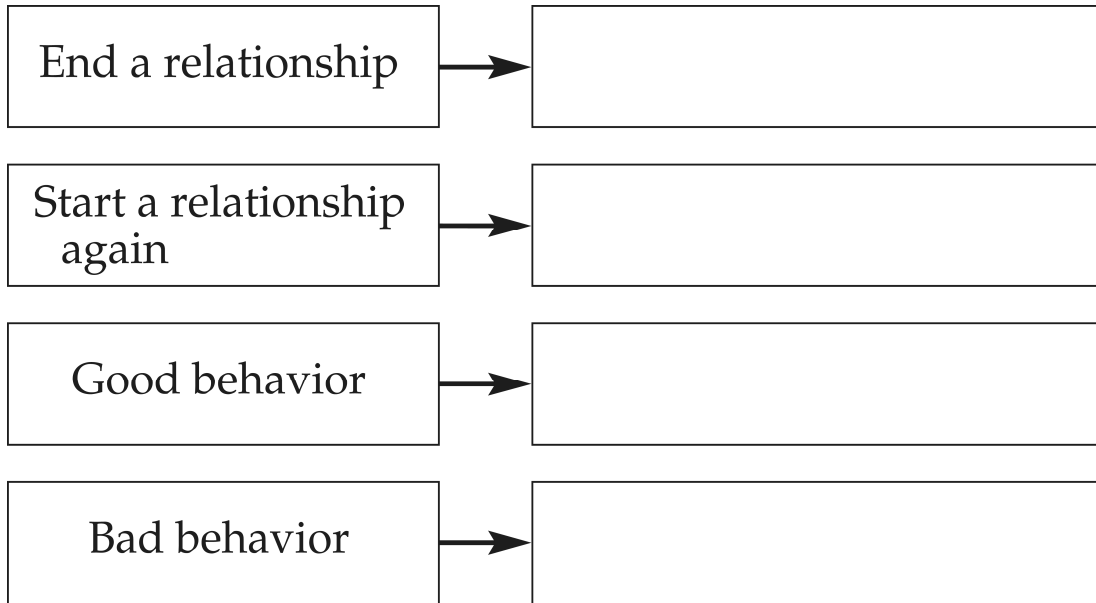 End a relationship
Start a relationship
again
Good behavior
Bad behavior